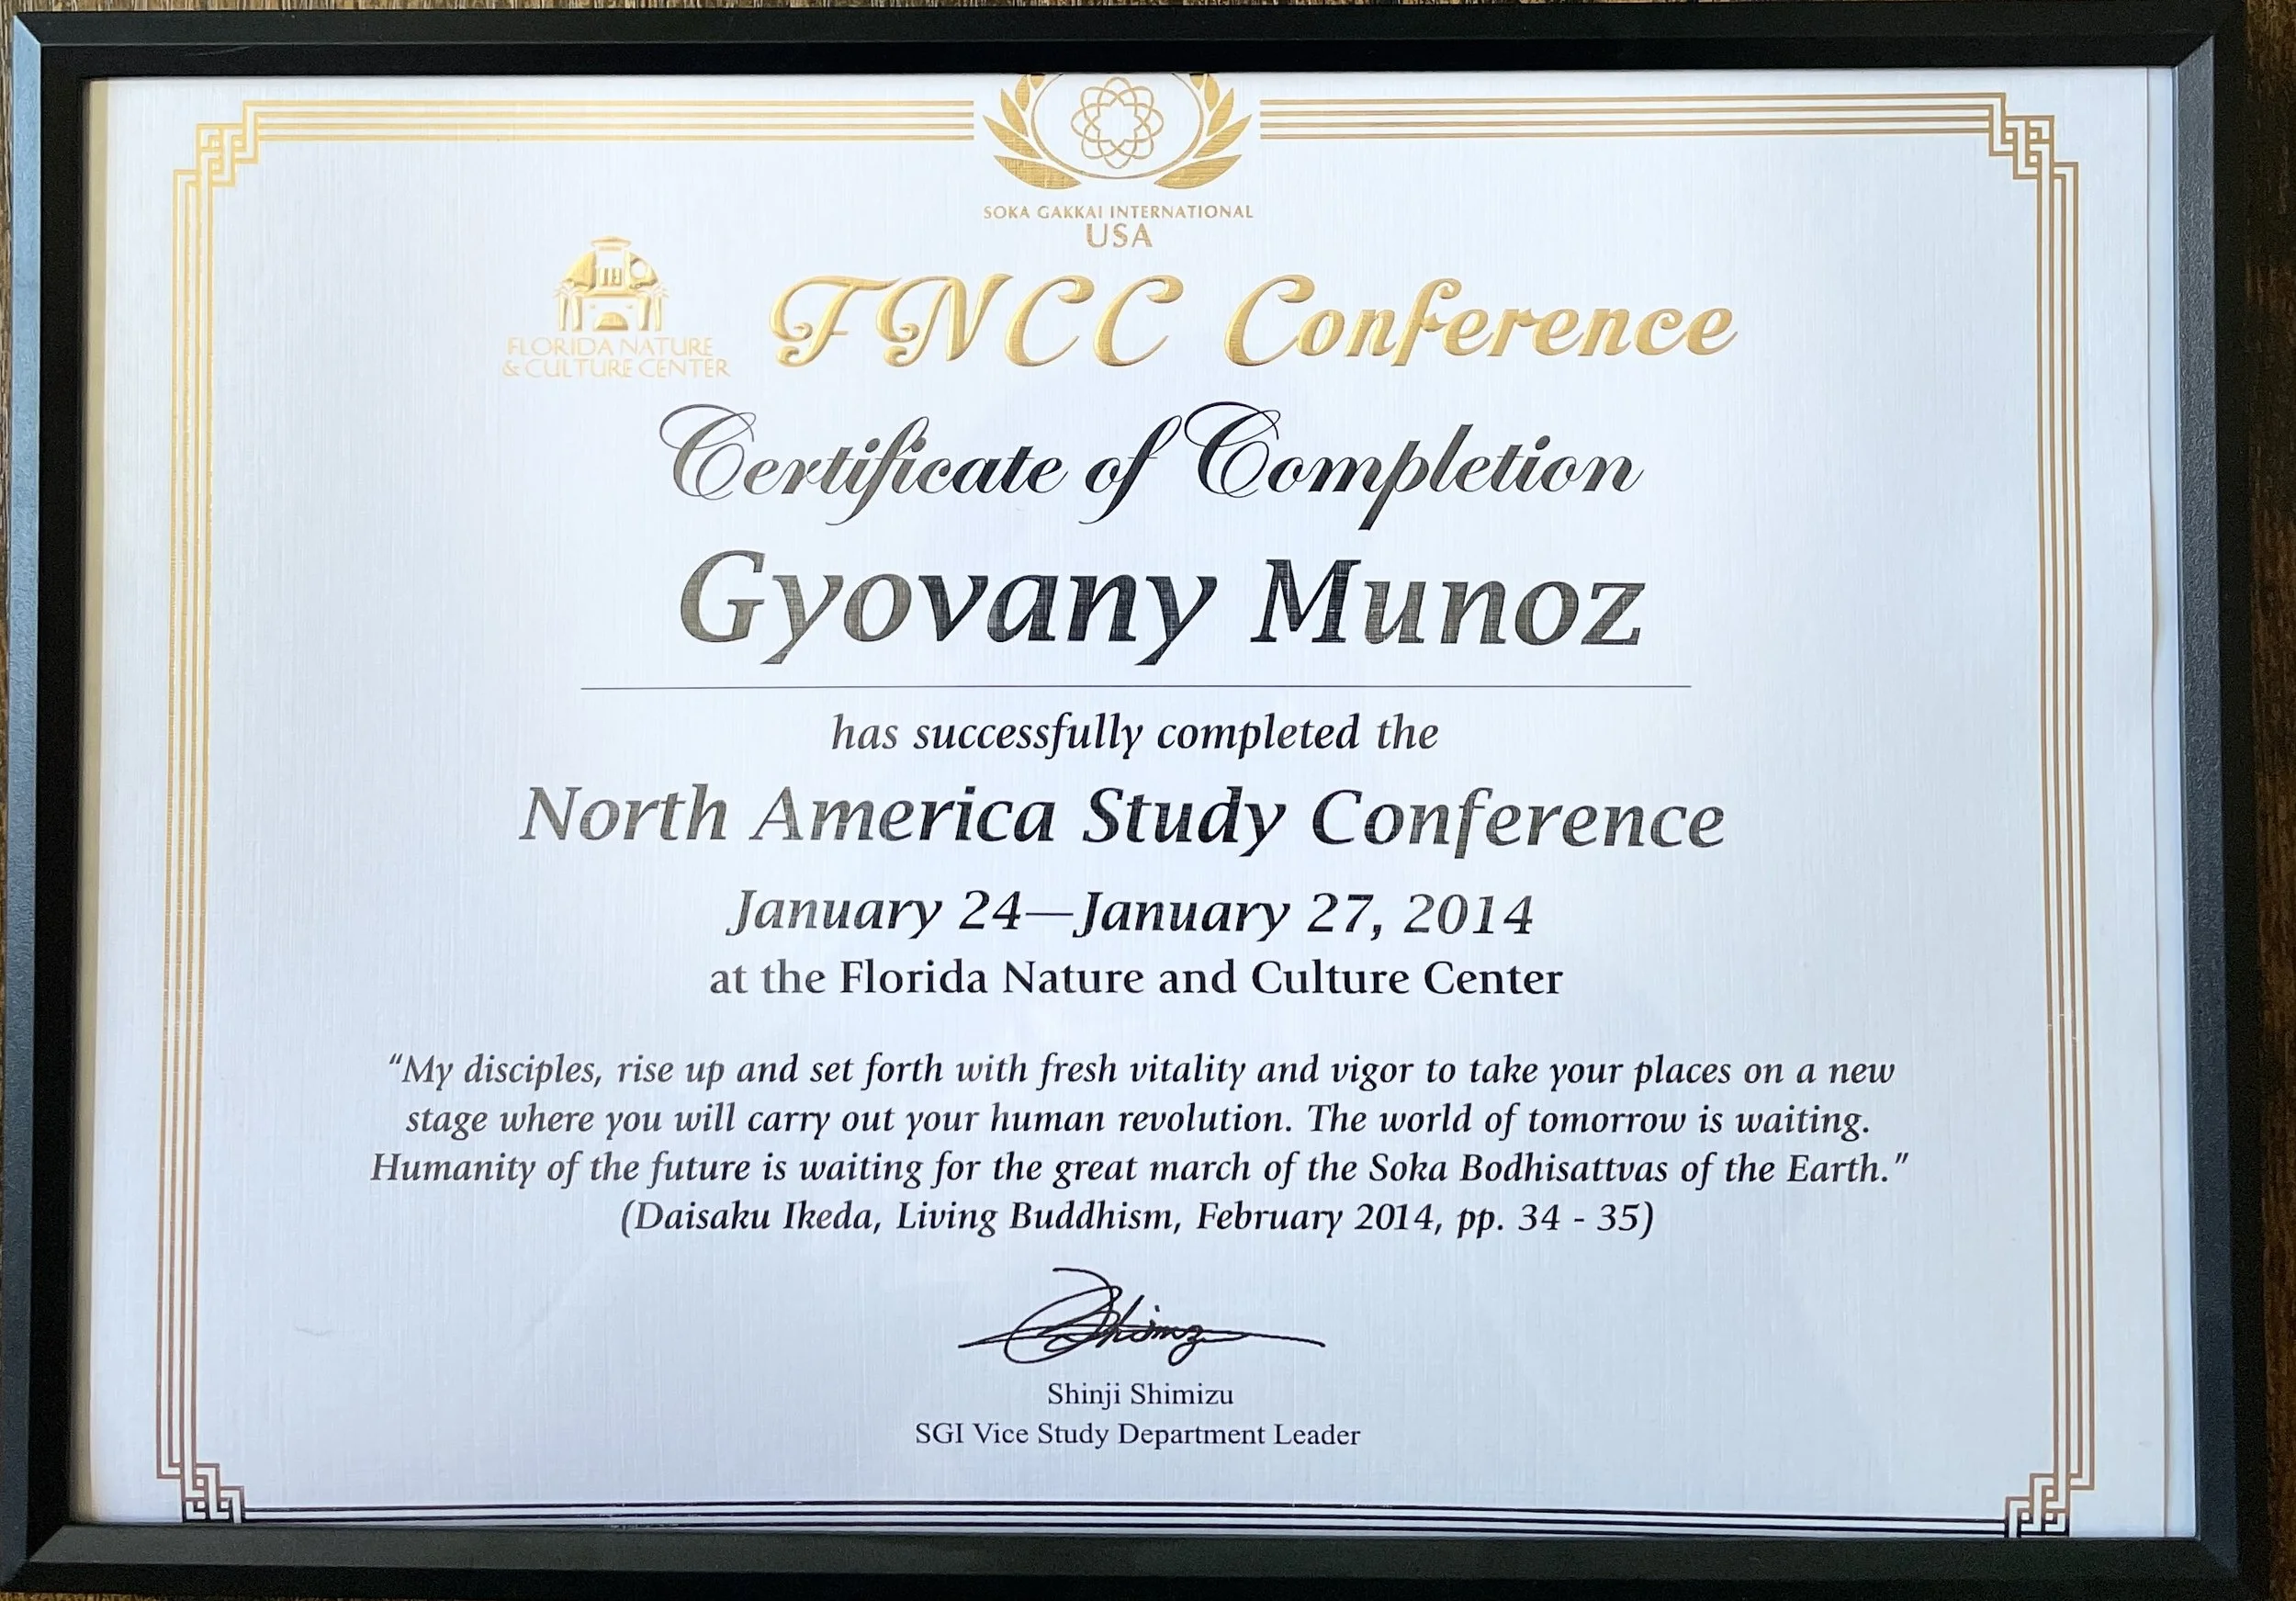 SOKA GAKKAI INTERNATIONAL
USA
FLORIDA NATURE
& CULTURE CENTER
FNCC Conference
Certificate of Completion
Gyovany Munoz
has successfully completed the
North America Study Conference
January 24—January 27, 2014
at the Florida Nature and Culture Center
“My disciples, rise up and set forth with fresh vitality and vigor to take your places on a new
stage where you will carry out your human revolution. The world of tomorrow is waiting.
Humanity of the future is waiting for the great march of the Soka Bodhisattvas of the Earth.”
(Daisaku Ikeda, Living Buddhism, February 2014, pp. 34 - 35)
Shinji Shimizu
SGI Vice Study Department Leader